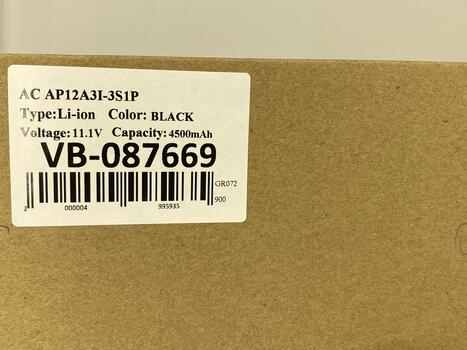 AC AP12A3I-3S1P
Type:Li-ion Color: BLACK
Voltage:11.1V Capacity:4500mAh
VB-087669
GR072
2 000004 995935 900